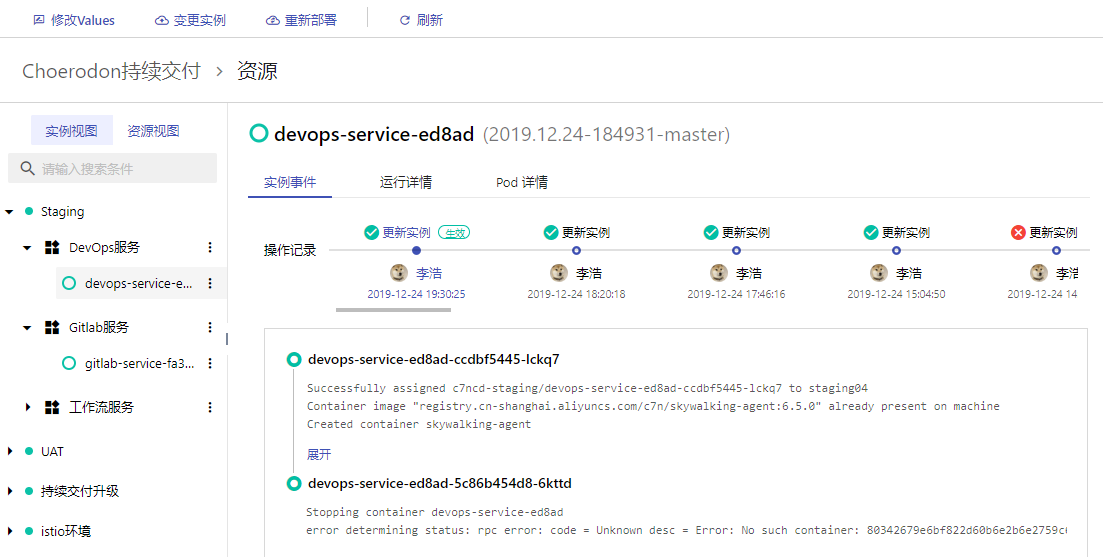 修改Values 变更实例 重新部署 刷新
Choerodon持续交付 › 资源
实例视图 资源视图
请输入搜索条件
Staging
DevOps服务
devops-service-e...
Gitlab服务
gitlab-service-fa3...
工作流服务
UAT
持续交付升级
istio环境
devops-service-ed8ad (2019.12.24-184931-master)
实例事件 运行详情 Pod 详情
操作记录
更新实例 生效 更新实例 更新实例 更新实例 更新实例
李浩 李浩 李浩 李浩 李浩
2019-12-24 19:30:25 2019-12-24 18:20:18 2019-12-24 17:46:16 2019-12-24 15:04:50 2019-12-24 14
devops-service-ed8ad-ccdbf5445-lckq7
Successfully assigned c7ncd-staging/devops-service-ed8ad-ccdbf5445-lckq7 to staging04
Container image "registry.cn-shanghai.aliyuncs.com/c7n/skywalking-agent:6.5.0" already present on machine
Created container skywalking-agent
展开
devops-service-ed8ad-5c86b454d8-6kttd
Stopping container devops-service-ed8ad
error determining status: rpc error: code = Unknown desc = Error: No such container: 80342679e6bf822d60b6e2b6e2759c6